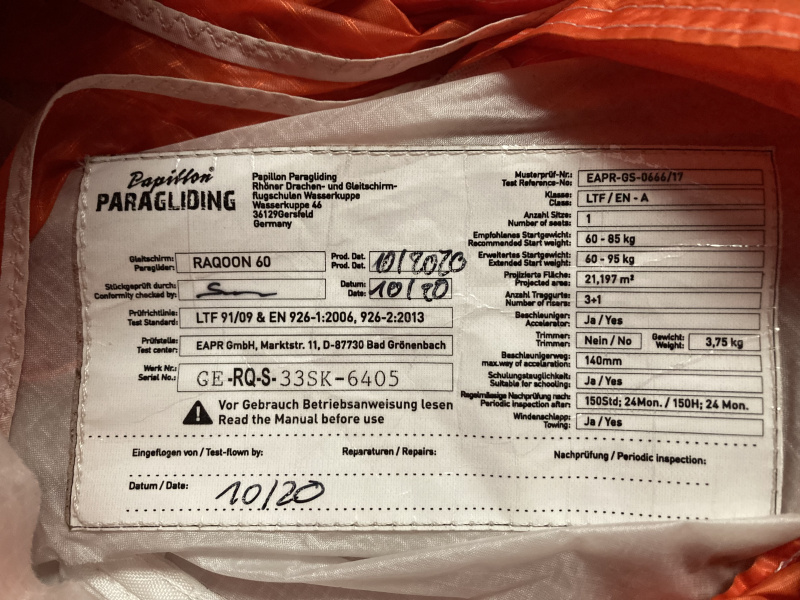 Papillon®
PARAGLIDING
Papillon Paragliding
Rhöner Drachen- und Gleitschirm-
flugschulen Wasserkuppe
Wasserkuppe 46
36129Gersfeld
Germany
Gleitschirm:
Paraglider:
RAQOON 60
Prod. Dat.
Prod. Dat.
10/2020
Stückgeprüft durch:
Conformity checked by:
Datum:
Date:
10/20
Prüfrichtlinie:
Test Standard:
LTF 91/09 & EN 926-1:2006, 926-2:2013
Prüfstelle:
Test center:
EAPR GmbH, Marktstr. 11, D-87730 Bad Grönenbach
Werk Nr.:
Serial No.:
GE-RQ-S-33SK-6405
Vor Gebrauch Betriebsanweisung lesen
Read the Manual before use
Musterprüf-Nr.:
Test Reference-No:
EAPR-GS-0666/17
Klasse:
Class:
LTF / EN - A
Anzahl Sitze:
Number of seats:
1
Empfohlenes Startgewicht:
Recommended Start weight:
60 - 85 kg
Erweitertes Startgewicht:
Extended Start weight:
60 - 95 kg
Projizierte Fläche:
Projected area:
21,197 m²
Anzahl Traggurte:
Number of risers:
3+1
Beschleuniger:
Accelerator:
Ja / Yes
Trimmer:
Trimmer:
Nein / No
Gewicht:
Weight:
3,75 kg
Beschleunigerweg:
max.way of accelaration:
140mm
Schulungstauglichkeit:
Suitable for schooling:
Ja / Yes
Regelmässige Nachprüfung nach:
Periodic inspection after:
150Std; 24Mon. / 150H; 24 Mon.
Windenschlapp:
Towing:
Ja / Yes
Eingeflogen von / Test-flown by:
Reparaturen / Repairs:
Nachprüfung / Periodic inspection:
Datum / Date:
10/20